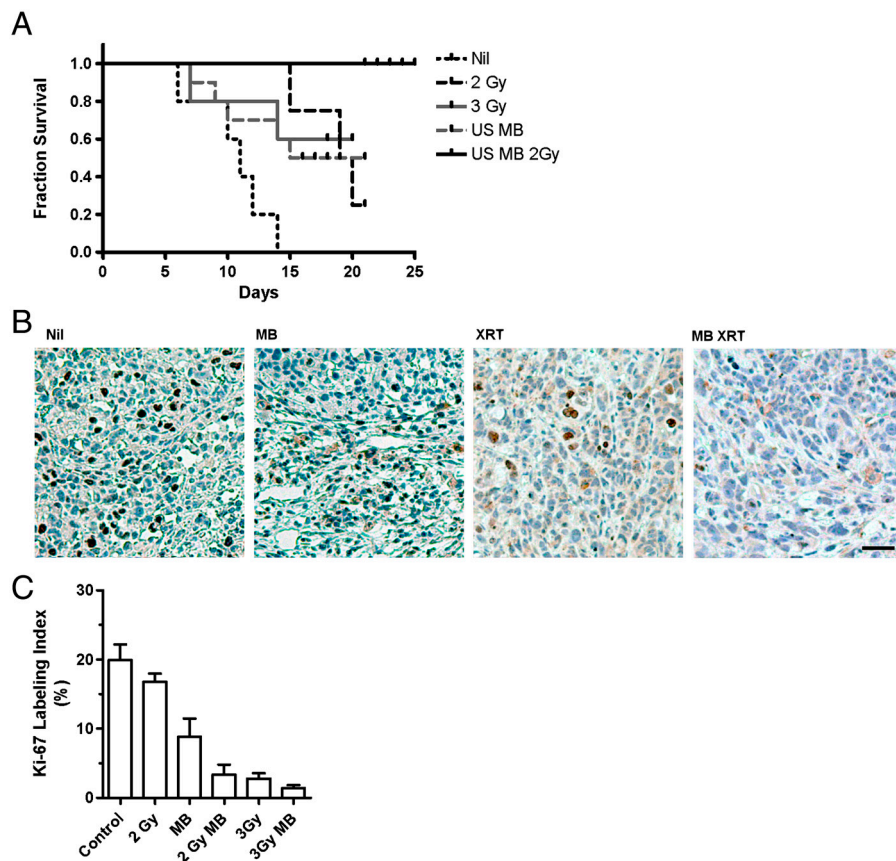 A
1.0
0.8
0.6
0.4
0.2
0.0
Fraction Survival
0 5 10 15 20 25
Days
Nil
2 Gy
3 Gy
US MB
US MB 2Gy
B
Nil MB XRT MB XRT
C
30
20
10
0
Ki-67 Labeling Index
(%)
Control 2 Gy MB 2 Gy MB 3Gy 3Gy MB